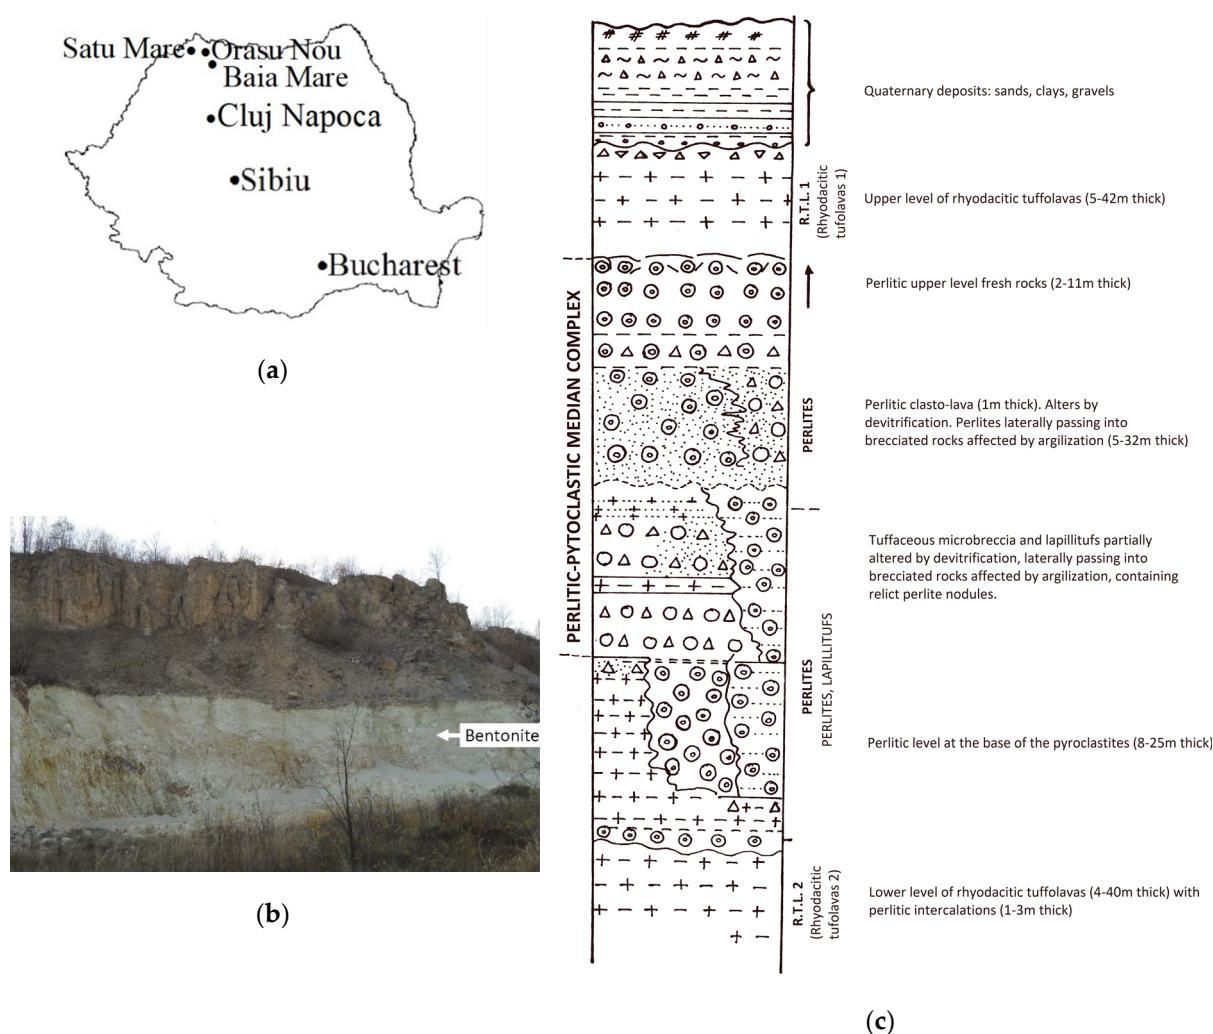 Satu Mare
Orasu Nou
Baia Mare
Cluj Napoca
Sibiu
Bucharest
(a)
Bentonite
(b)
PERLITIC-PYTOCLASTIC MEDIAN COMPLEX
R.T.L. 1
(Rhyodacitic
tufolavas 1)
PERLITES
PERLITES
PERLITES, LAPILLITUFS
R.T.L. 2
(Rhyodacitic
tufolavas 2)
Quaternary deposits: sands, clays, gravels
Upper level of rhyodacitic tuffolavas (5-42m thick)
Perlitic upper level fresh rocks (2-11m thick)
Perlitic clasto-lava (1m thick). Alters by
devitrification. Perlites laterally passing into
brecciated rocks affected by argilization (5-32m thick)
Tuffaceous microbreccia and lapillitufs partially
altered by devitrification, laterally passing into
brecciated rocks affected by argilization, containing
relict perlite nodules.
Perlitic level at the base of the pyroclastites (8-25m thick)
Lower level of rhyodacitic tuffolavas (4-40m thick) with
perlitic intercalations (1-3m thick)
(c)